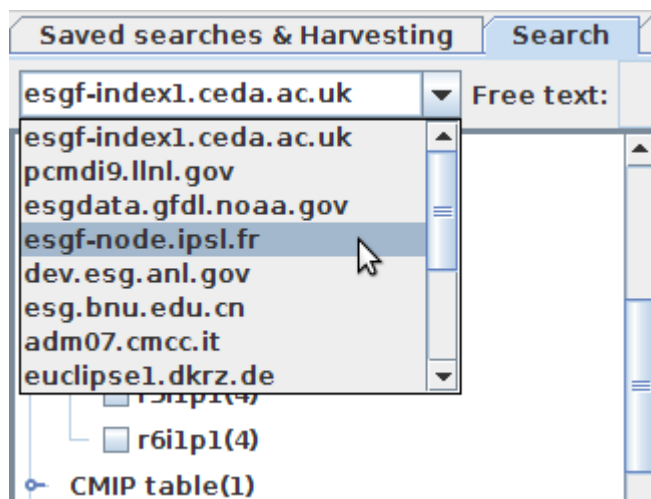 Saved searches & Harvesting Search
esgf-index1.ceda.ac.uk Free text:
esgf-index1.ceda.ac.uk
pcmdi9.llnl.gov
esgdata.gfdl.noaa.gov
esgf-node.ipsl.fr
dev.esg.anl.gov
esg.bnu.edu.cn
adm07.cmcc.it
euclipse1.dkrz.de
r6i1p1(4)
CMIP table(1)